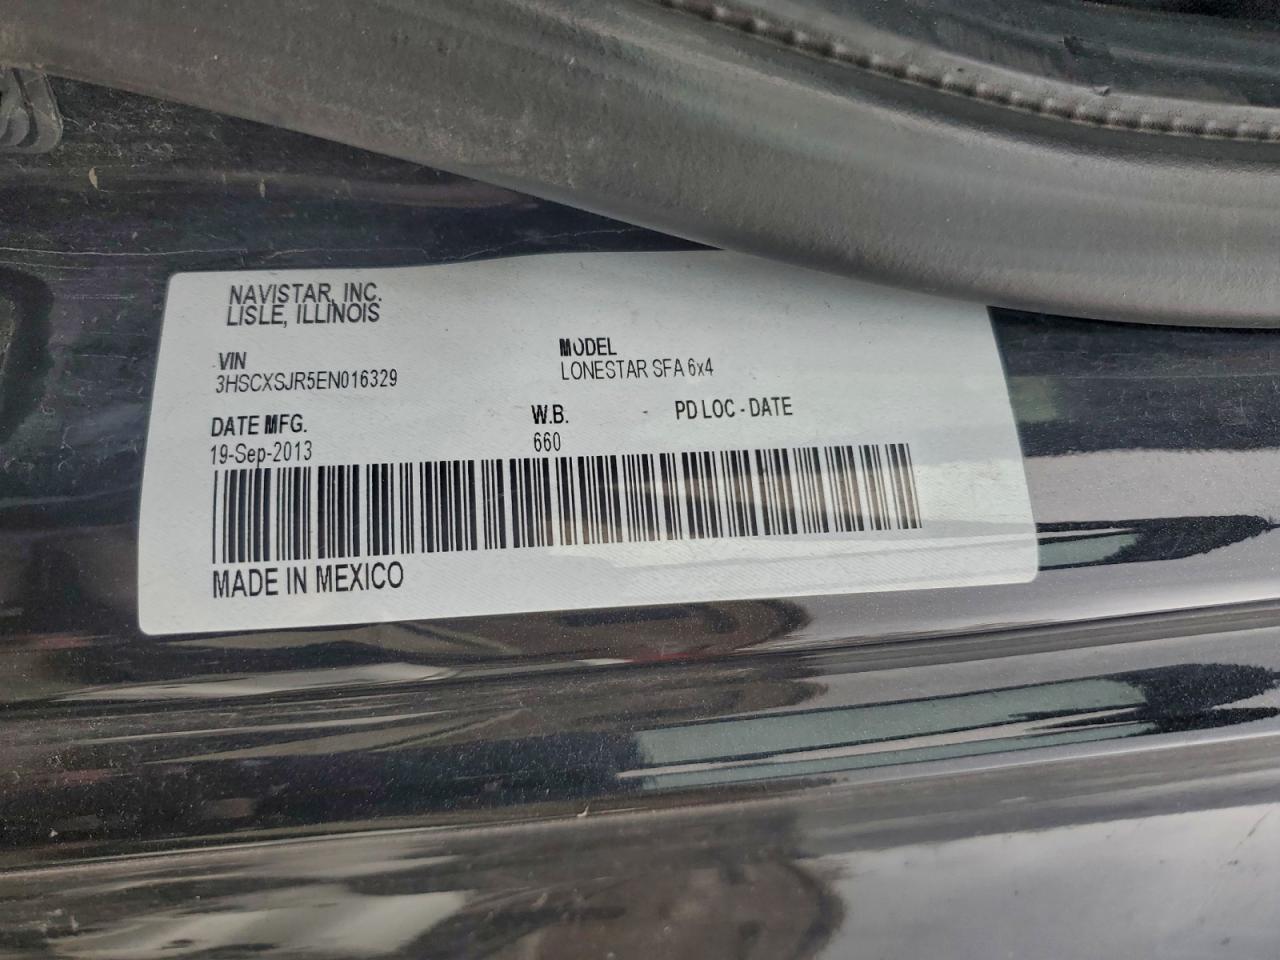 NAVISTAR, INC.
LISLE, ILLINOIS
VIN
3HSCXSJR5EN016329
MODEL
LONESTAR SFA 6x4
DATE MFG.
19-Sep-2013
W.B.
660
PD LOC - DATE
MADE IN MEXICO